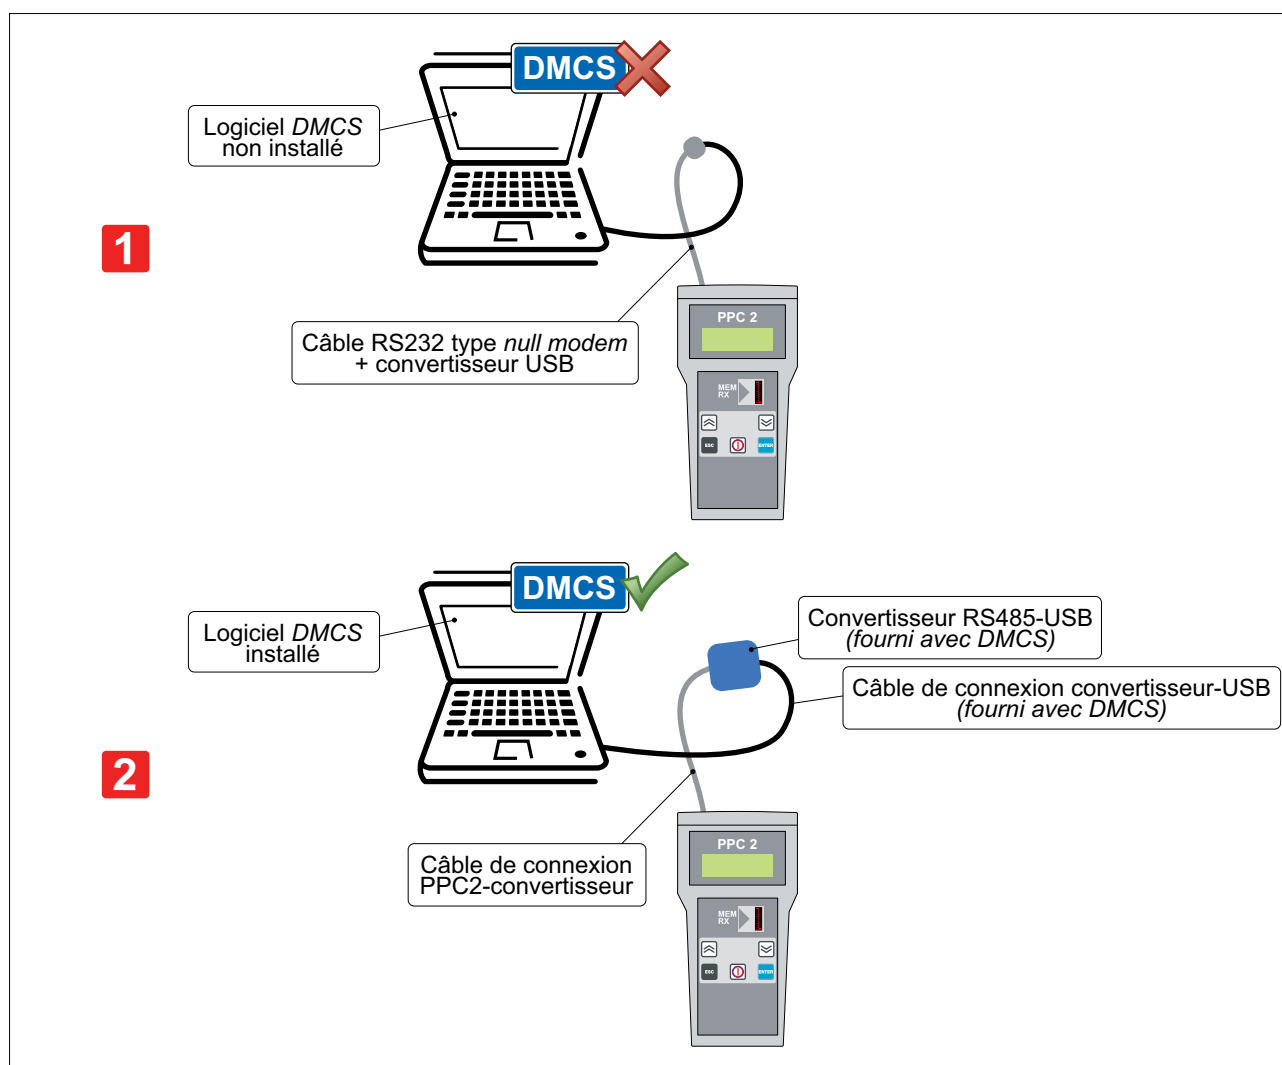 DMCS
Logiciel DMCS
non installé
1
Câble RS232 type null modem
+ convertisseur USB
PPC 2
MEM
RX
ESC
ENTER
DMCS
Logiciel DMCS
installé
Convertisseur RS485-USB
(fourni avec DMCS)
Câble de connexion convertisseur-USB
(fourni avec DMCS)
2
Câble de connexion
PPC2-convertisseur
PPC 2
MEM
RX
ESC
ENTER